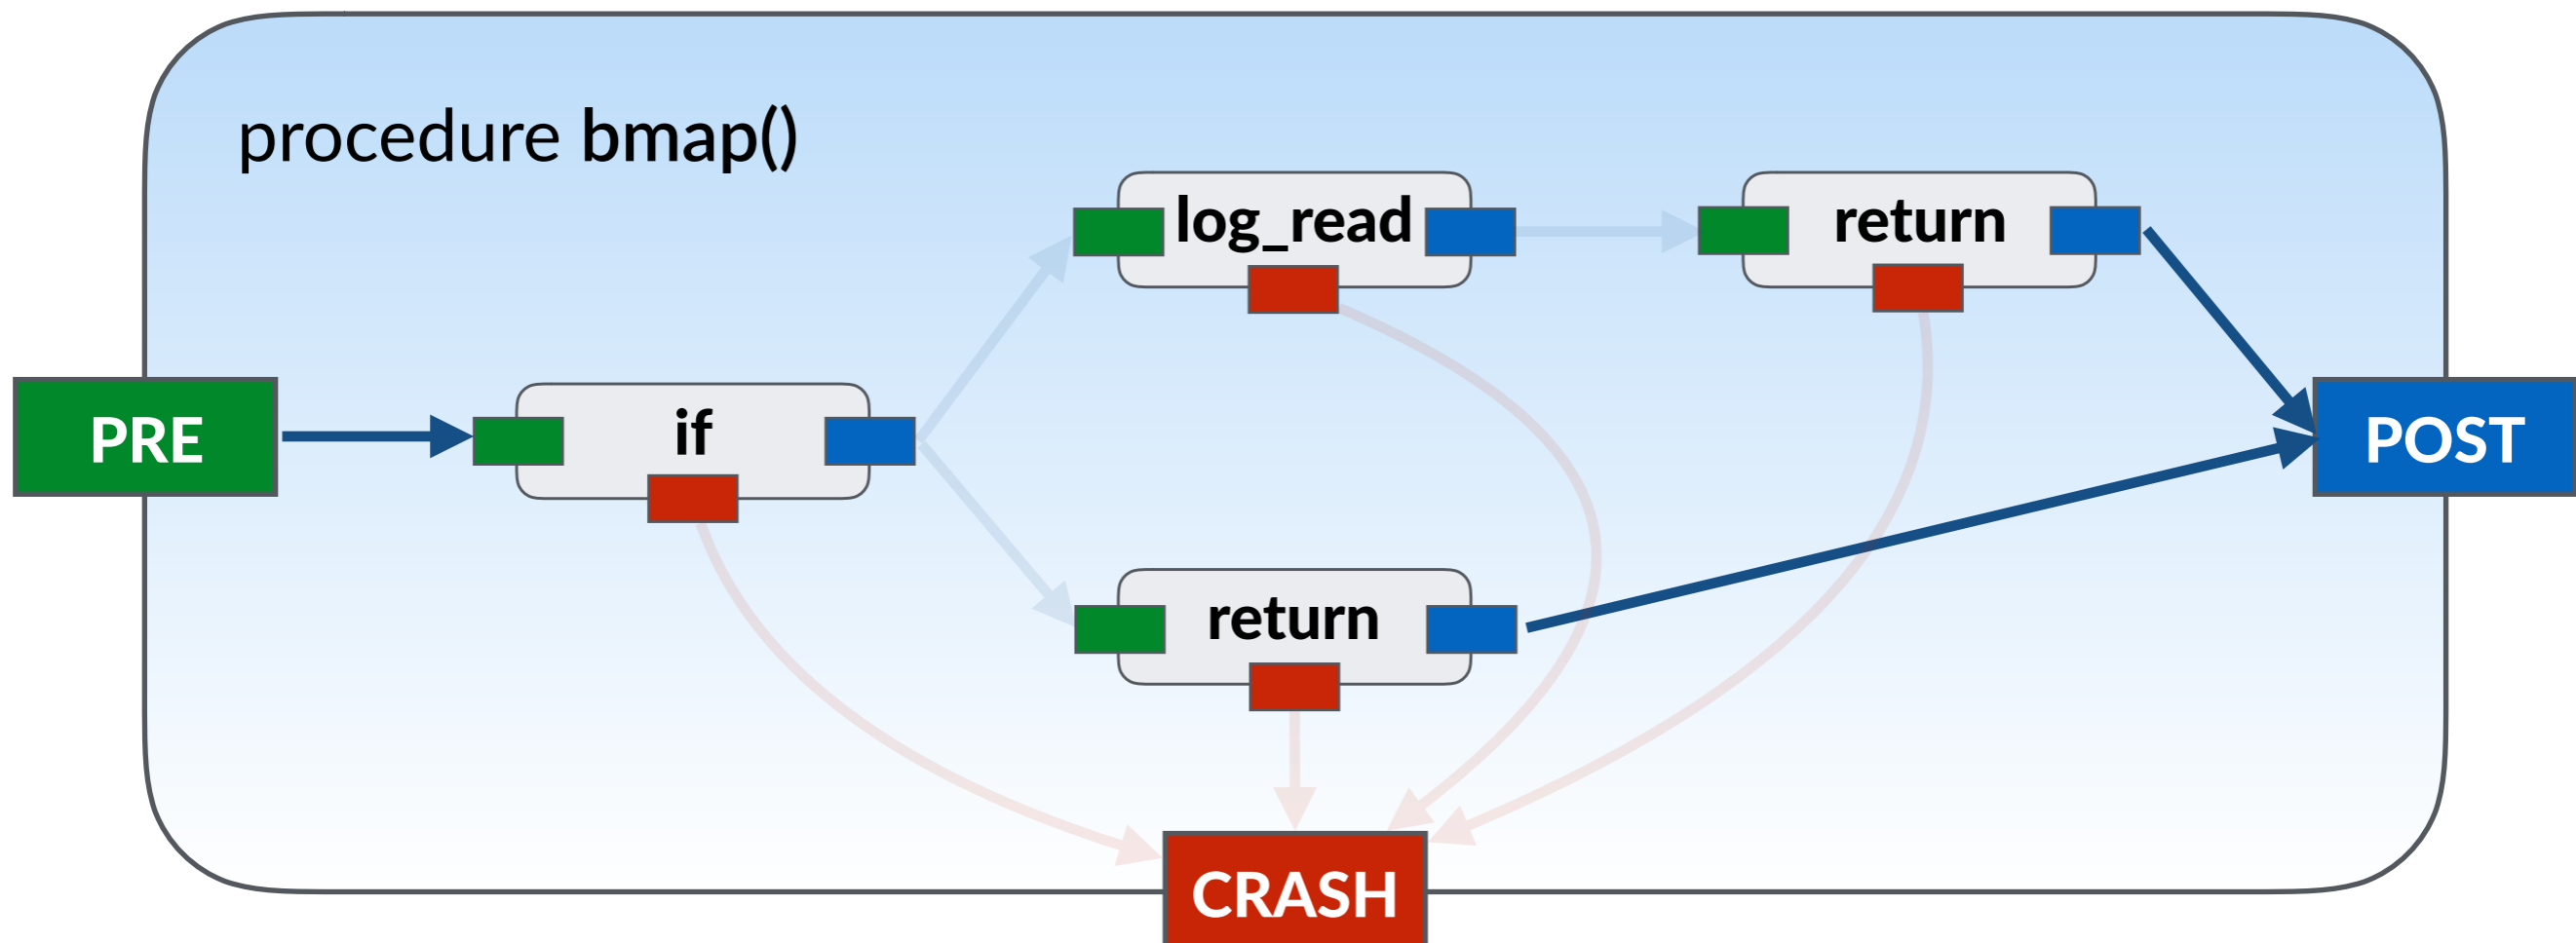 procedure bmap()
log_read
return
PRE
if
POST
return
CRASH